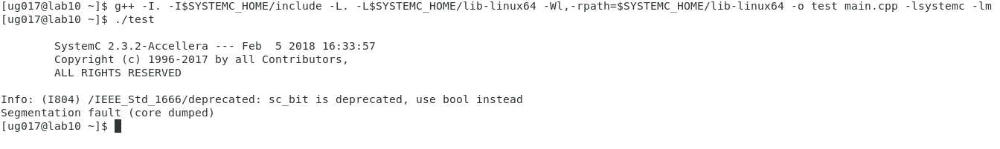 [ug017@lab10 ~]$ g++ -I. -I$SYSTEMC_HOME/include -L. -L$SYSTEMC_HOME/lib-linux64 -Wl,-rpath=$SYSTEMC_HOME/lib-linux64 -o test main.cpp -lsystemc -lm
[ug017@lab10 ~]$ ./test
SystemC 2.3.2-Accellera --- Feb  5 2018 16:33:57
Copyright (c) 1996-2017 by all Contributors,
ALL RIGHTS RESERVED
Info: (I804) /IEEE_Std_1666/deprecated: sc_bit is deprecated, use bool instead
Segmentation fault (core dumped)
[ug017@lab10 ~]$